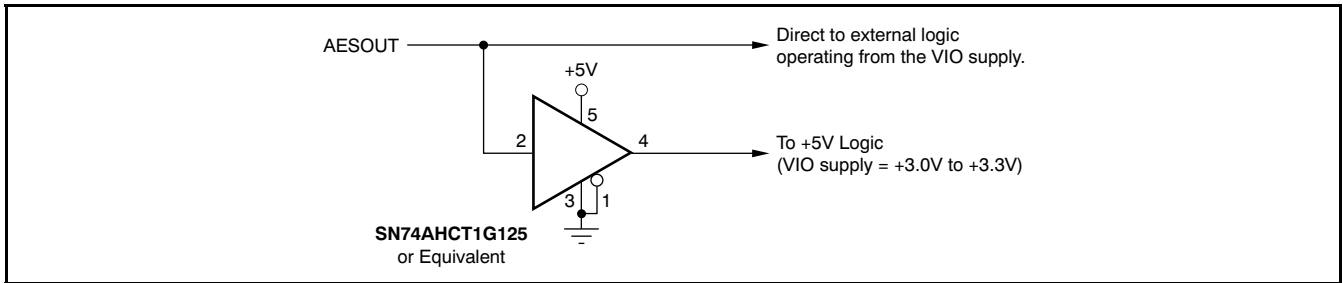 AESOUT
Direct to external logic
operating from the VIO supply.
+5V
5
2
4
To +5V Logic
(VIO supply = +3.0V to +3.3V)
3
1
SN74AHCT1G125
or Equivalent